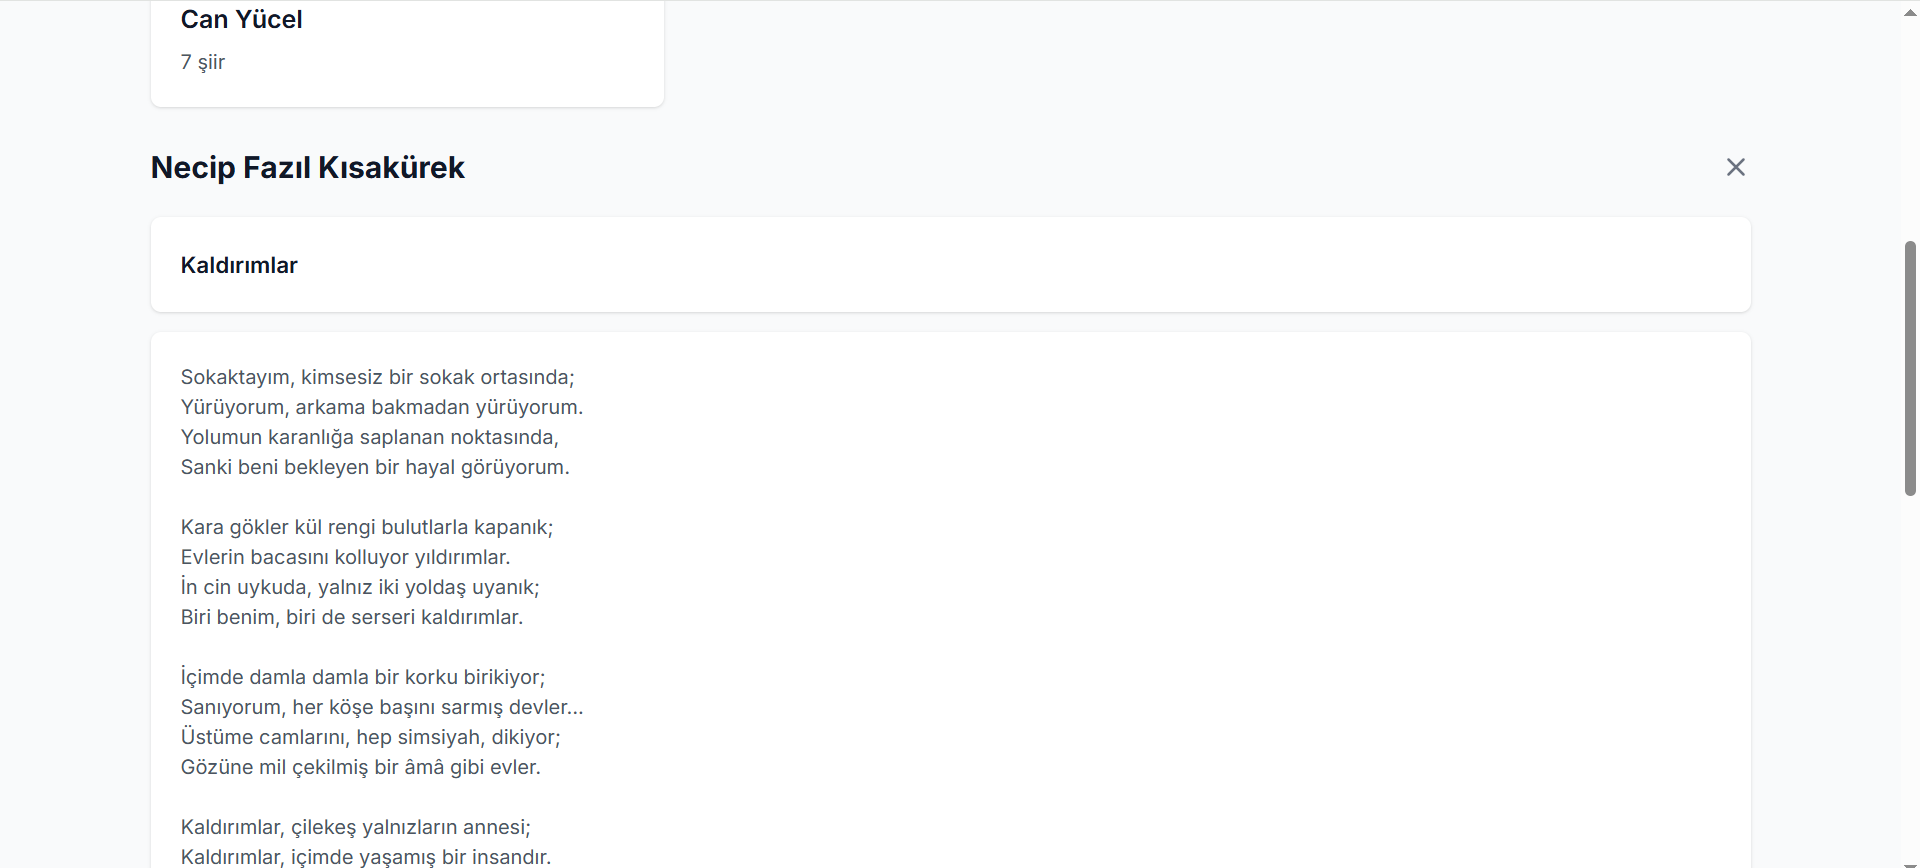 Can Yücel
7 şiir
Necip Fazıl Kısakürek
Kaldırımlar
Sokaktayım, kimsesiz bir sokak ortasında;
Yürüyorum, arkama bakmadan yürüyorum.
Yolumun karanlığa saplanan noktasında,
Sanki beni bekleyen bir hayal görüyorum.
Kara gökler kül rengi bulutlarla kapanık;
Evlerin bacasını kolluyor yıldırımlar.
İn cin uykuda, yalnız iki yoldaş uyanık;
Biri benim, biri de serseri kaldırımlar.
İçimde damla damla bir korku birikiyor;
Sanıyorum, her köşe başını sarmış devler...
Üstüme camlarını, hep simsiyah, dikiyor;
Gözüne mil çekilmiş bir âmâ gibi evler.
Kaldırımlar, çilekeş yalnızların annesi;
Kaldırımlar, içimde yaşamış bir insandır.